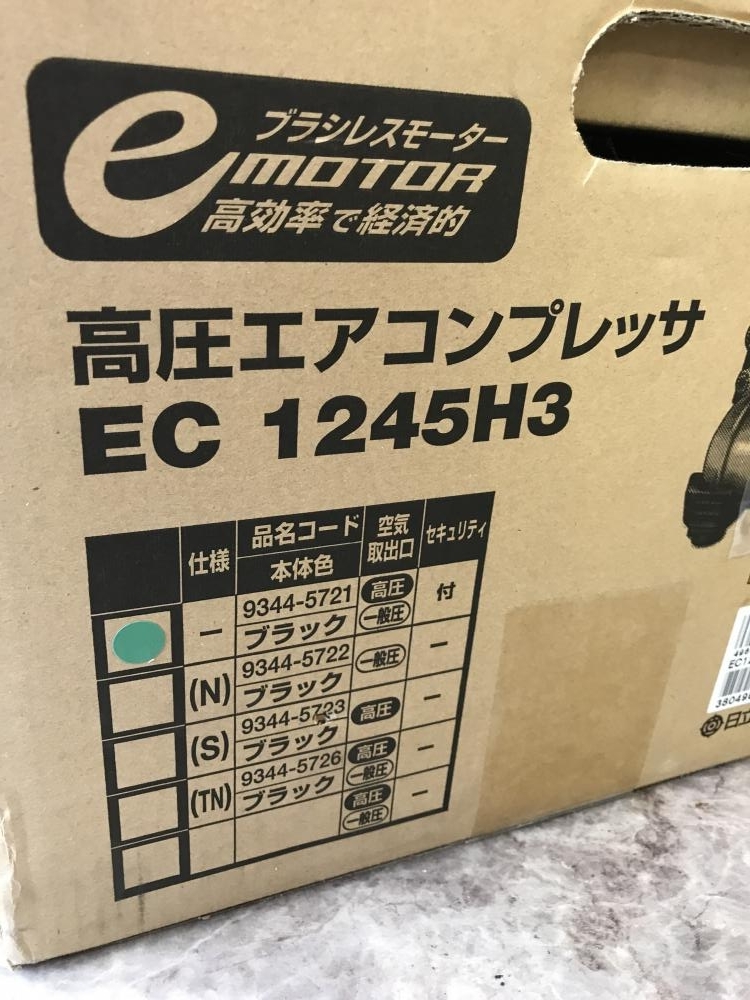 ブラシレスモーター
e MOTOR
高効率で経済的
高圧エアコンプレッサ
EC 1245H3
仕様 品名コード 本体色 空気取出口 セキュリティ
— 9344-5721 ブラック 高圧 一般圧 付
(N) 9344-5722 ブラック 一般圧 —
(S) 9344-5723 ブラック 高圧 —
(TN) 9344-5726 ブラック 高圧 一般圧 —
高圧 一般圧 —
日立